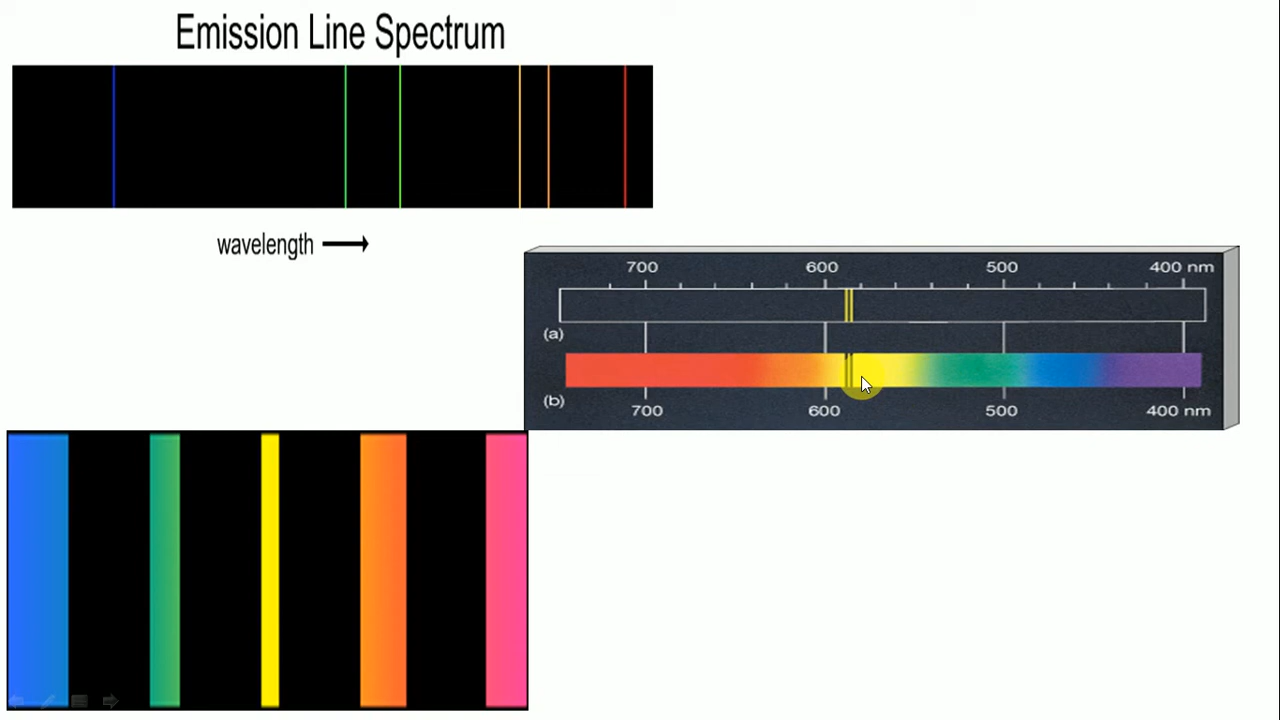 Emission Line Spectrum
wavelength
700 600 500 400 nm
(a)
(b)
700 600 500 400 nm